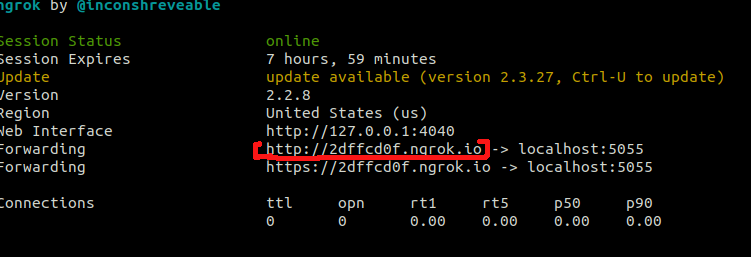 ngrok by @inconshreveable
Session Status online
Session Expires 7 hours, 59 minutes
Update update available (version 2.3.27, Ctrl-U to update)
Version 2.2.8
Region United States (us)
Web Interface http://127.0.0.1:4040
Forwarding http://2dffcd0f.ngrok.io -> localhost:5055
Forwarding https://2dffcd0f.ngrok.io -> localhost:5055
Connections ttl opn rt1 rt5 p50 p90
0 0 0.00 0.00 0.00 0.00